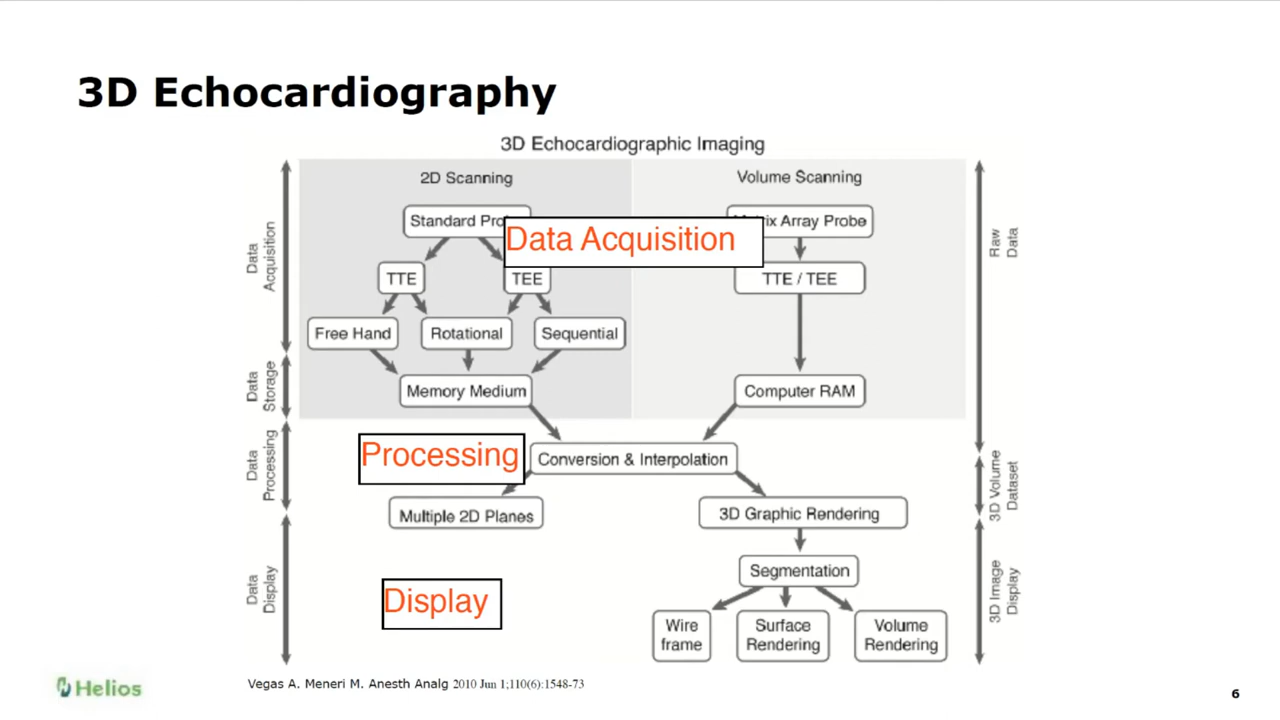 3D Echocardiography
3D Echocardiographic Imaging
2D Scanning
Volume Scanning
Standard Pro
Data Acquisition
Array Probe
TTE
TEE
TTE / TEE
Free Hand
Rotational
Sequential
Memory Medium
Computer RAM
Processing
Conversion & Interpolation
Multiple 2D Planes
3D Graphic Rendering
Segmentation
Display
Wire
frame
Surface
Rendering
Volume
Rendering
Data
Acquisition
Data
Storage
Data
Processing
Data
Display
Raw
Data
3D Volume
Dataset
3D Image
Display
Helios
Vegas A. Meneri M. Anesth Analg 2010 Jun 1;110(6):1548-73
6